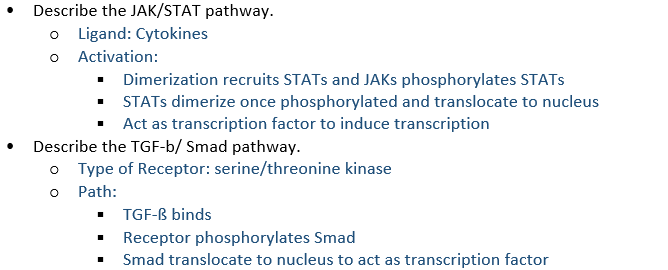 • Describe the JAK/STAT pathway.
o Ligand: Cytokines
o Activation:
▪ Dimerization recruits STATs and JAKs phosphorylates STATs
▪ STATs dimerize once phosphorylated and translocate to nucleus
▪ Act as transcription factor to induce transcription
• Describe the TGF-b/ Smad pathway.
o Type of Receptor: serine/threonine kinase
o Path:
▪ TGF-ß binds
▪ Receptor phosphorylates Smad
▪ Smad translocate to nucleus to act as transcription factor